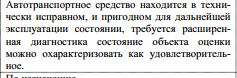 Автотранспортное средство находится в техни-
чески исправном, и пригодном для дальнейшей
эксплуатации состоянии, требуется расширен-
ная диагностика состояние объекта оценки
можно охарактеризовать как удовлетворитель-
ное.